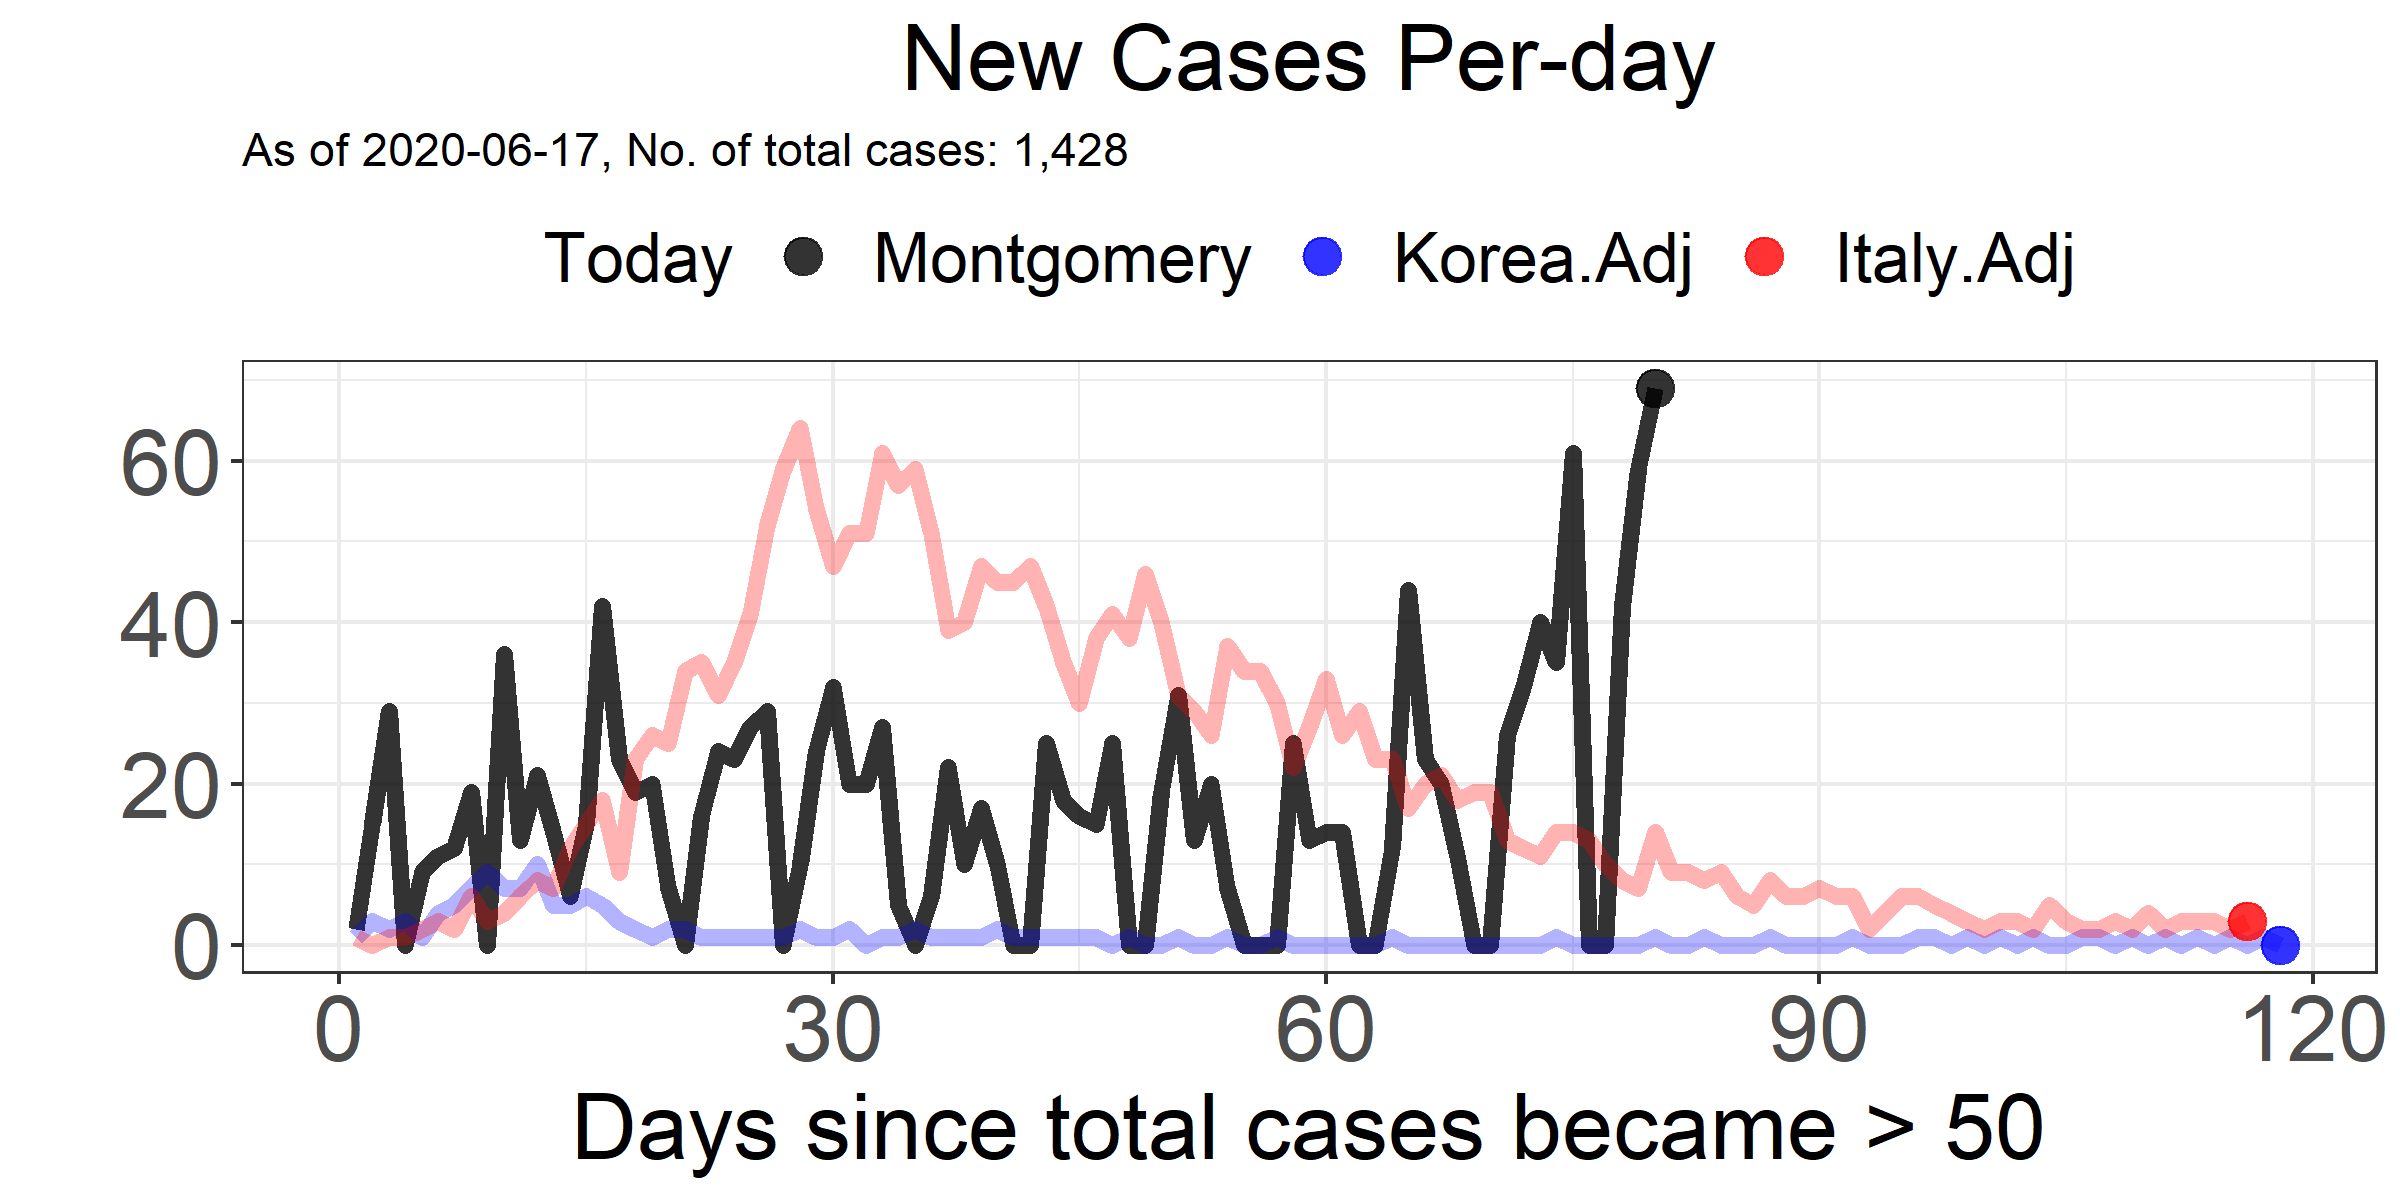 New Cases Per-day
As of 2020-06-17, No. of total cases: 1,428
Today Montgomery Korea.Adj Italy.Adj
60
40
20
0
0 30 60 90 120
Days since total cases became > 50